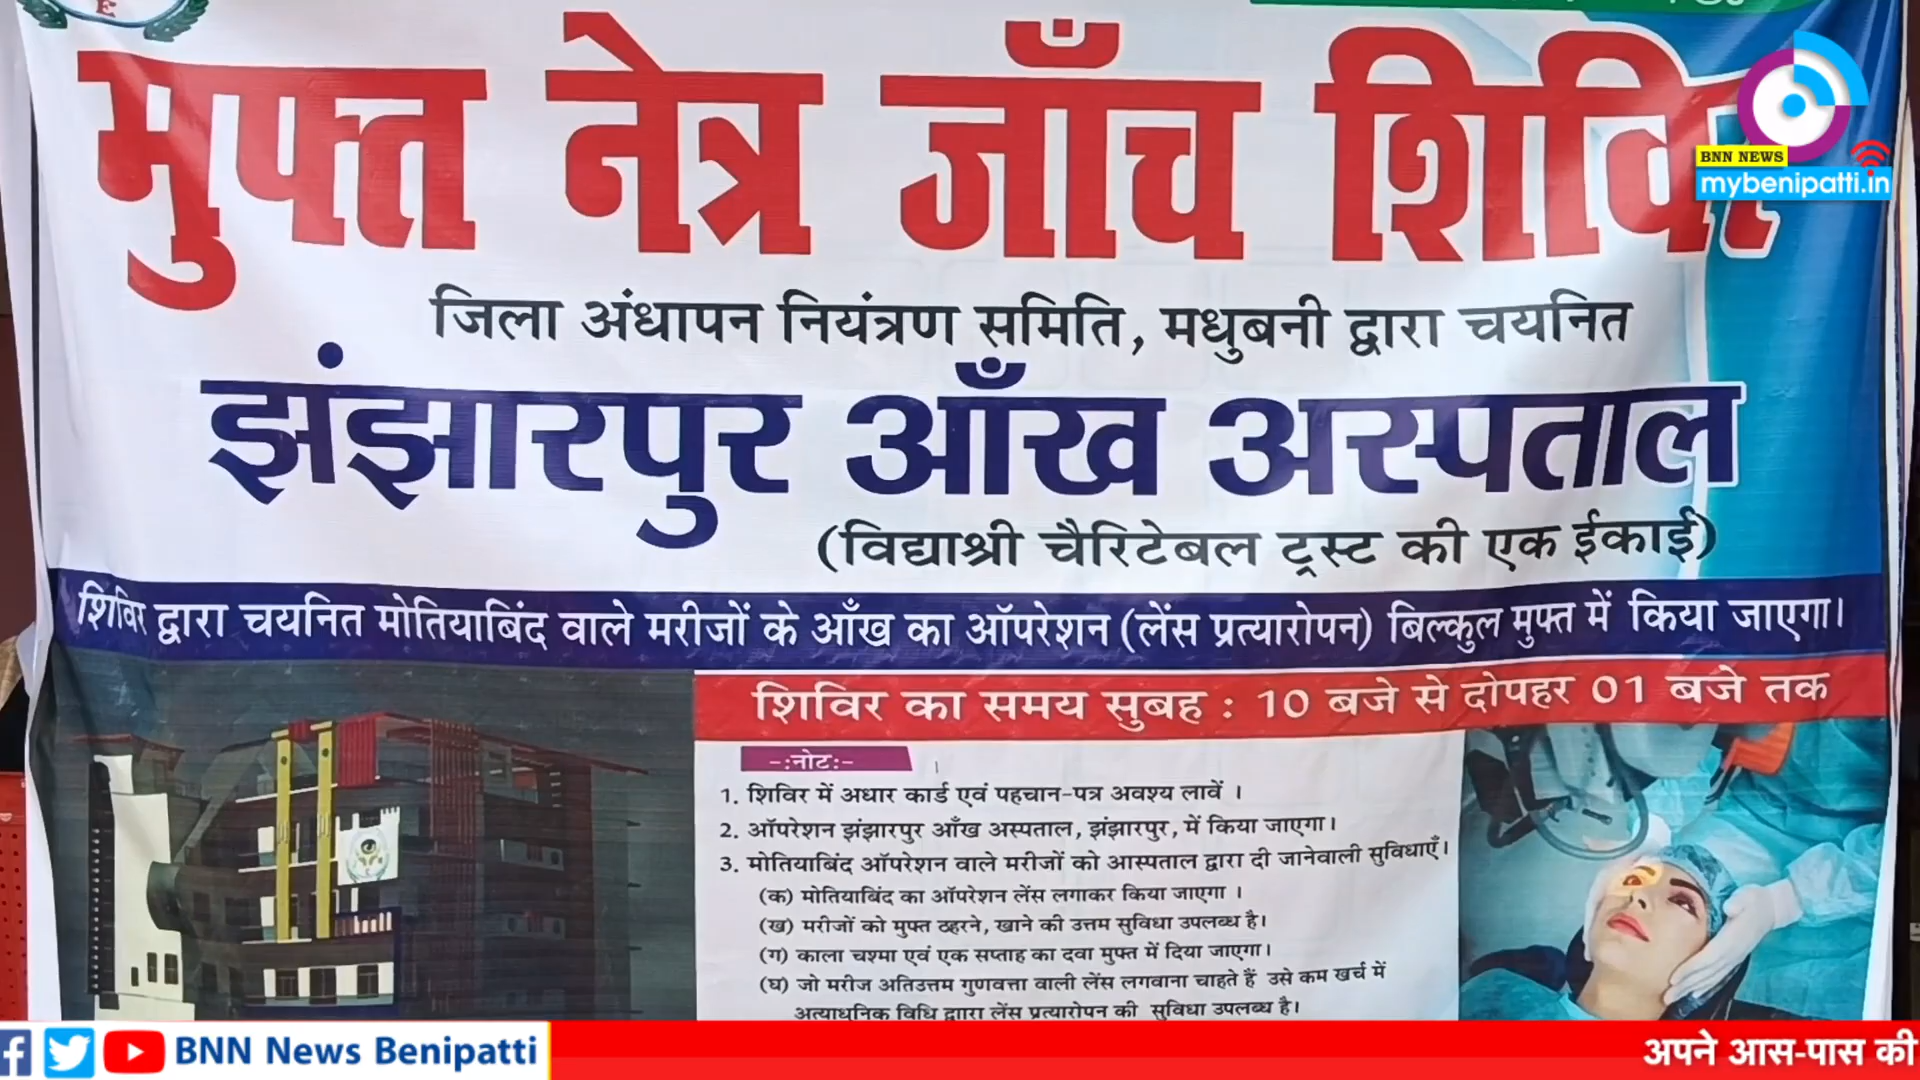 E
मुफ्त नेत्र जाँच शिविर
BNN NEWS
mybenipatti.in
जिला अंधापन नियंत्रण समिति, मधुबनी द्वारा चयनित
झंझारपुर आँख अस्पताल
(विद्याश्री चैरिटेबल ट्रस्ट की एक ईकाई)
शिविर द्वारा चयनित मोतियाबिंद वाले मरीजों के आँख का ऑपरेशन (लेंस प्रत्यारोपन) बिल्कुल मुफ्त में किया जाएगा।
शिविर का समय सुबह : 10 बजे से दोपहर 01 बजे तक
-:नोट:-
1. शिविर में अधार कार्ड एवं पहचान-पत्र अवश्य लावें ।
2. ऑपरेशन झंझारपुर आँख अस्पताल, झंझारपुर, में किया जाएगा।
3. मोतियाबिंद ऑपरेशन वाले मरीजों को आस्पताल द्वारा दी जानेवाली सुविधाएँ।
(क) मोतियाबिंद का ऑपरेशन लेंस लगाकर किया जाएगा ।
(ख) मरीजों को मुफ्त ठहरने, खाने की उत्तम सुविधा उपलब्ध है।
(ग) काला चश्मा एवं एक सप्ताह का दवा मुफ्त में दिया जाएगा।
(घ) जो मरीज अतिउत्तम गुणवत्ता वाली लेंस लगवाना चाहते हैं उसे कम खर्च में
अत्याधुनिक विधि द्वारा लेंस प्रत्यारोपन की सुविधा उपलब्ध है।
BNN News Benipatti
अपने आस-पास की